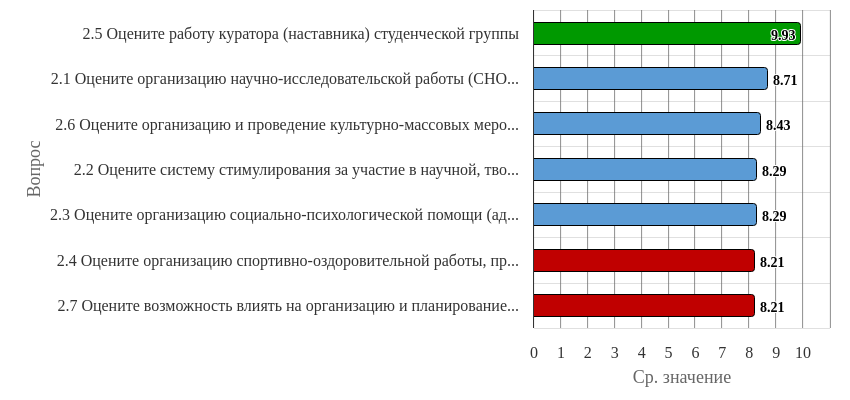 2.5 Оцените работу куратора (наставника) студенческой группы
9.93
2.1 Оцените организацию научно-исследовательской работы (СНО...
8.71
2.6 Оцените организацию и проведение культурно-массовых меро...
8.43
2.2 Оцените систему стимулирования за участие в научной, тво...
8.29
2.3 Оцените организацию социально-психологической помощи (ад...
8.29
2.4 Оцените организацию спортивно-оздоровительной работы, пр...
8.21
2.7 Оцените возможность влиять на организацию и планирование...
8.21
Вопрос
0 1 2 3 4 5 6 7 8 9 10
Ср. значение